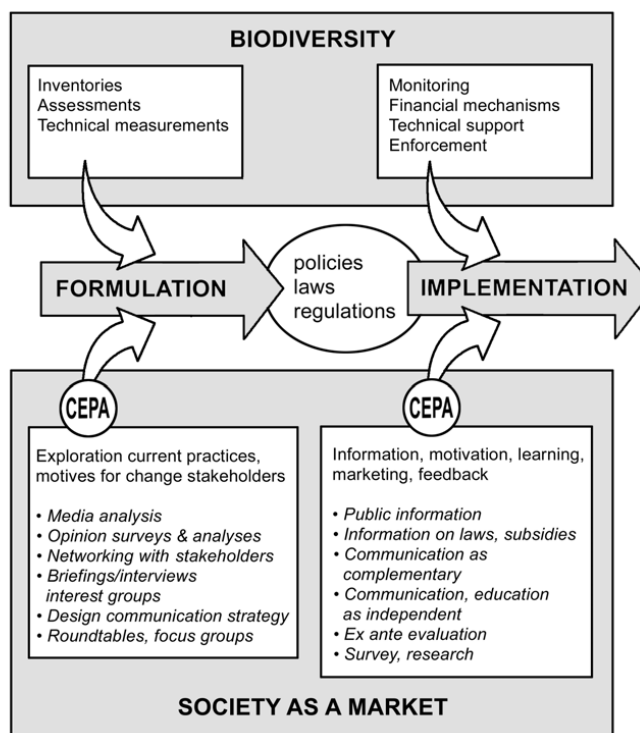 BIODIVERSITY
Inventories
Assessments
Technical measurements
Monitoring
Financial mechanisms
Technical support
Enforcement
FORMULATION
policies
laws
regulations
IMPLEMENTATION
CEPA
Exploration current practices,
motives for change stakeholders
• Media analysis
• Opinion surveys & analyses
• Networking with stakeholders
• Briefings/interviews
interest groups
• Design communication strategy
• Roundtables, focus groups
CEPA
Information, motivation, learning,
marketing, feedback
• Public information
• Information on laws, subsidies
• Communication as
complementary
• Communication, education
as independent
• Ex ante evaluation
• Survey, research
SOCIETY AS A MARKET